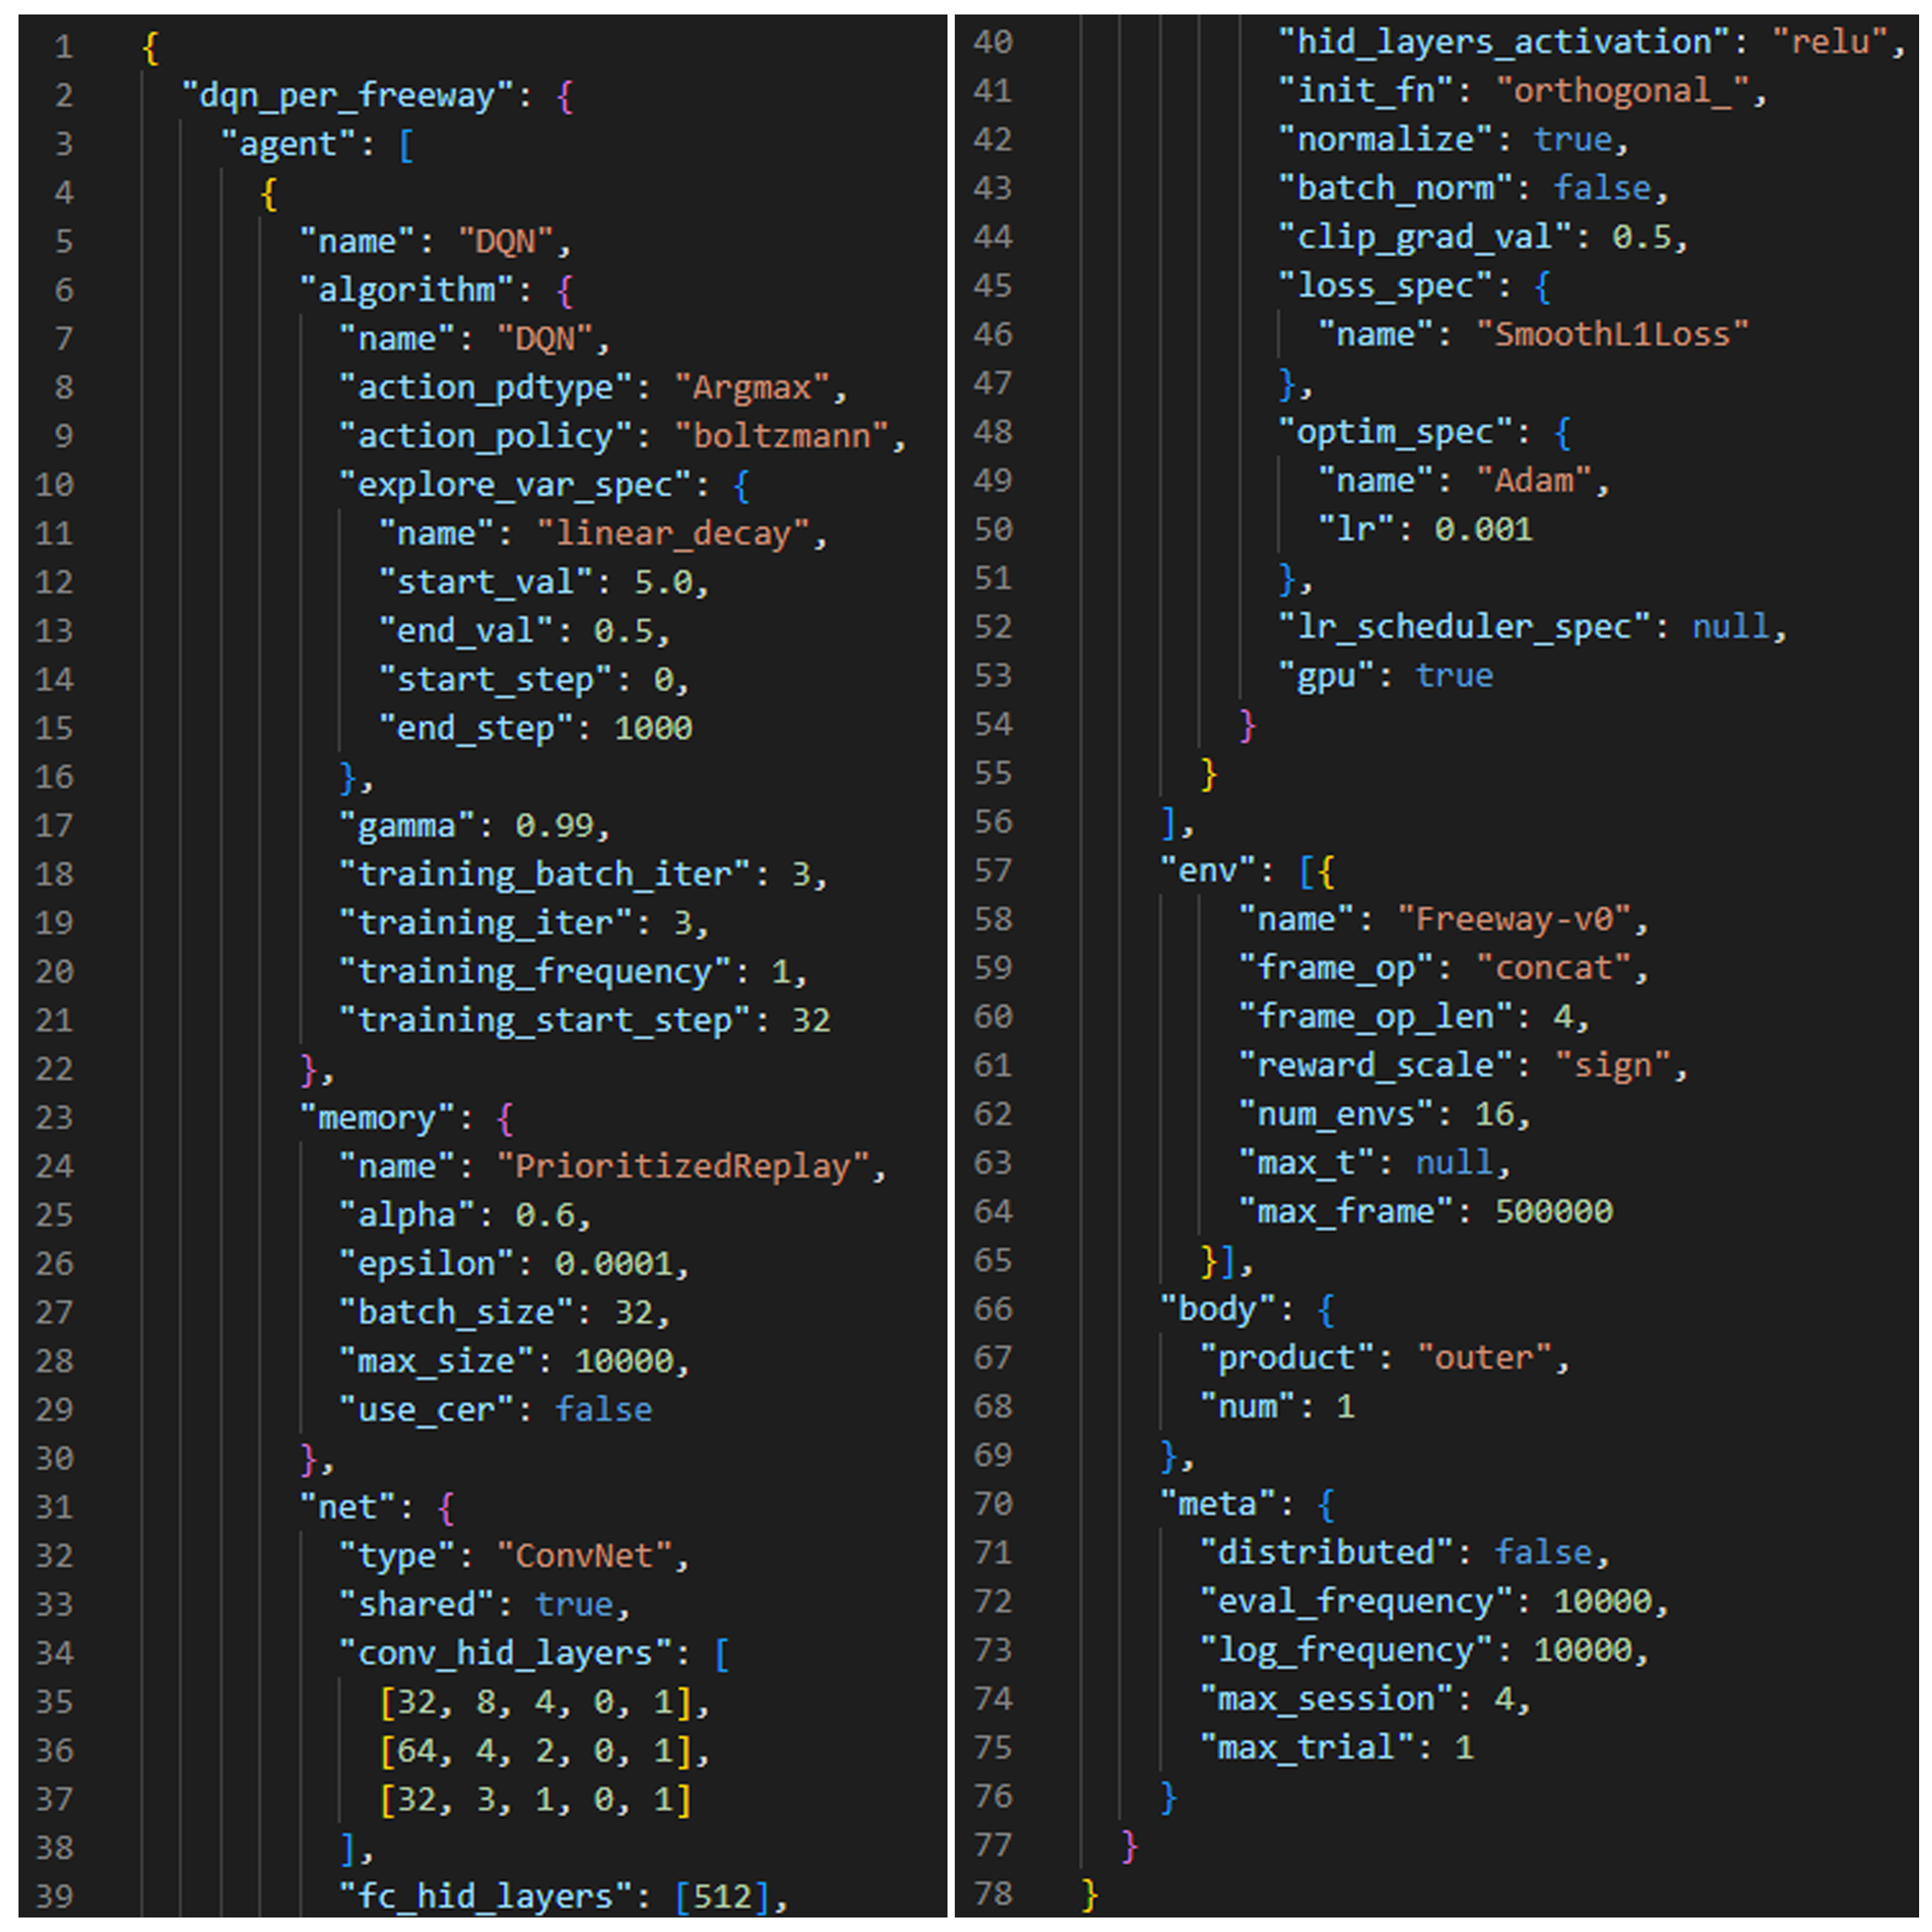 1 {
2 "dqn_per_freeway": {
3 "agent": [
4 {
5 "name": "DQN",
6 "algorithm": {
7 "name": "DQN",
8 "action_pdtype": "Argmax",
9 "action_policy": "boltzmann",
10 "explore_var_spec": {
11 "name": "linear_decay",
12 "start_val": 5.0,
13 "end_val": 0.5,
14 "start_step": 0,
15 "end_step": 1000
16 },
17 "gamma": 0.99,
18 "training_batch_iter": 3,
19 "training_iter": 3,
20 "training_frequency": 1,
21 "training_start_step": 32
22 },
23 "memory": {
24 "name": "PrioritizedReplay",
25 "alpha": 0.6,
26 "epsilon": 0.0001,
27 "batch_size": 32,
28 "max_size": 10000,
29 "use_cer": false
30 },
31 "net": {
32 "type": "ConvNet",
33 "shared": true,
34 "conv_hid_layers": [
35 [32, 8, 4, 0, 1],
36 [64, 4, 2, 0, 1],
37 [32, 3, 1, 0, 1]
38 ],
39 "fc_hid_layers": [512],
40 "hid_layers_activation": "relu",
41 "init_fn": "orthogonal_",
42 "normalize": true,
43 "batch_norm": false,
44 "clip_grad_val": 0.5,
45 "loss_spec": {
46 "name": "SmoothL1Loss"
47 },
48 "optim_spec": {
49 "name": "Adam",
50 "lr": 0.001
51 },
52 "lr_scheduler_spec": null,
53 "gpu": true
54 }
55 }
56 ],
57 "env": [{
58 "name": "Freeway-v0",
59 "frame_op": "concat",
60 "frame_op_len": 4,
61 "reward_scale": "sign",
62 "num_envs": 16,
63 "max_t": null,
64 "max_frame": 500000
65 }],
66 "body": {
67 "product": "outer",
68 "num": 1
69 },
70 "meta": {
71 "distributed": false,
72 "eval_frequency": 10000,
73 "log_frequency": 10000,
74 "max_session": 4,
75 "max_trial": 1
76 }
77 }
78 }